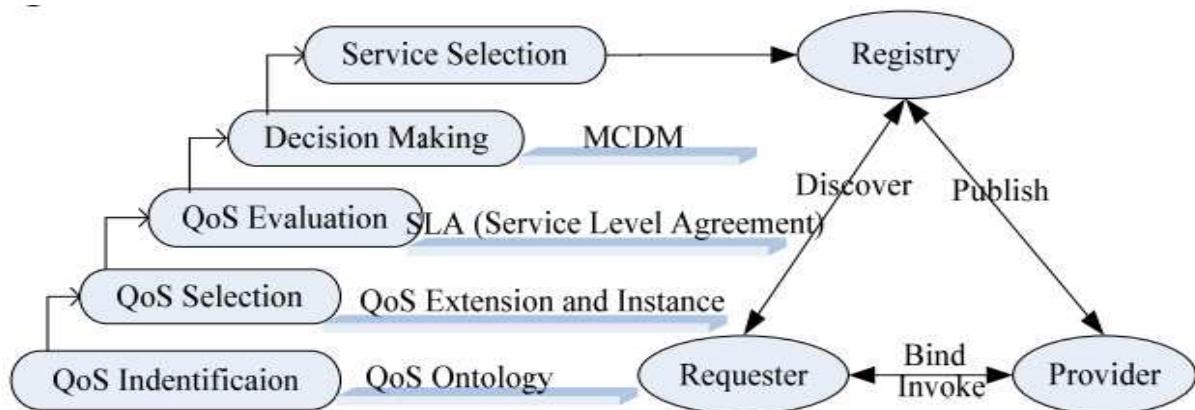 Service Selection
Registry
Decision Making
MCDM
Discover
Publish
QoS Evaluation
SLA (Service Level Agreement)
QoS Selection
QoS Extension and Instance
QoS Indentificaion
QoS Ontology
Requester
Bind
Invoke
Provider